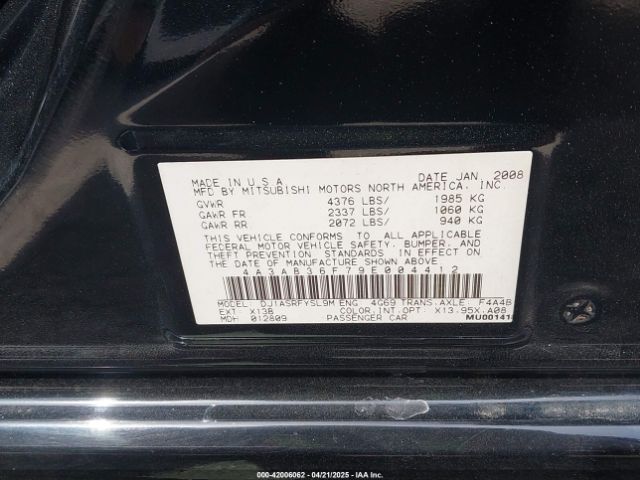 MADE IN U.S.A. DATE JAN. 2008
MFD BY MITSUBISHI MOTORS NORTH AMERICA, INC.
GVWR 4376 LBS/ 1985 KG
GAWR FR 2337 LBS/ 1060 KG
GAWR RR 2072 LBS/ 940 KG
THIS VEHICLE CONFORMS TO ALL APPLICABLE
FEDERAL MOTOR VEHICLE SAFETY, BUMPER, AND
THEFT PREVENTION STANDARDS IN EFFECT ON
THE DATE OF MANUFACTURE SHOWN ABOVE
4A3AB36F79E004412
MODEL: DJ1ASRFYSL9M ENG: 4G69 TRANS.AXLE: F4A4B
EXT: X13B COLOR,INT.OPT: X13.95X.A08
MDH 012809 PASSENGER CAR MU00141
000-42006062 - 04/21/2025 - IAAI, Inc.